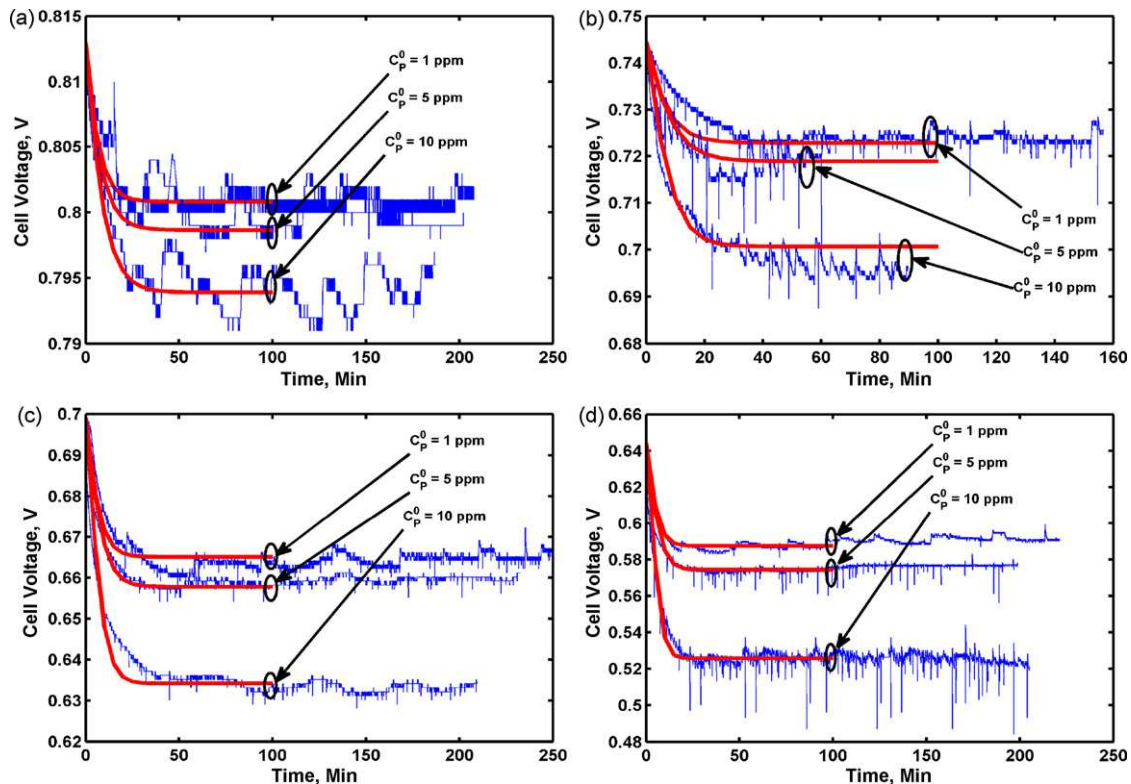 (a)
0.815
0.81
0.805
0.8
0.795
0.79
Cell Voltage, V
C_P^0 = 1 ppm
C_P^0 = 5 ppm
C_P^0 = 10 ppm
0 50 100 150 200 250
Time, Min
(b)
0.75
0.74
0.73
0.72
0.71
0.7
0.69
0.68
Cell Voltage, V
C_P^0 = 1 ppm
C_P^0 = 5 ppm
C_P^0 = 10 ppm
0 20 40 60 80 100 120 140 160
Time, Min
(c)
0.7
0.69
0.68
0.67
0.66
0.65
0.64
0.63
0.62
Cell Voltage, V
C_P^0 = 1 ppm
C_P^0 = 5 ppm
C_P^0 = 10 ppm
0 50 100 150 200 250
Time, Min
(d)
0.66
0.64
0.62
0.6
0.58
0.56
0.54
0.52
0.5
0.48
Cell Voltage, V
C_P^0 = 1 ppm
C_P^0 = 5 ppm
C_P^0 = 10 ppm
0 50 100 150 200 250
Time, Min